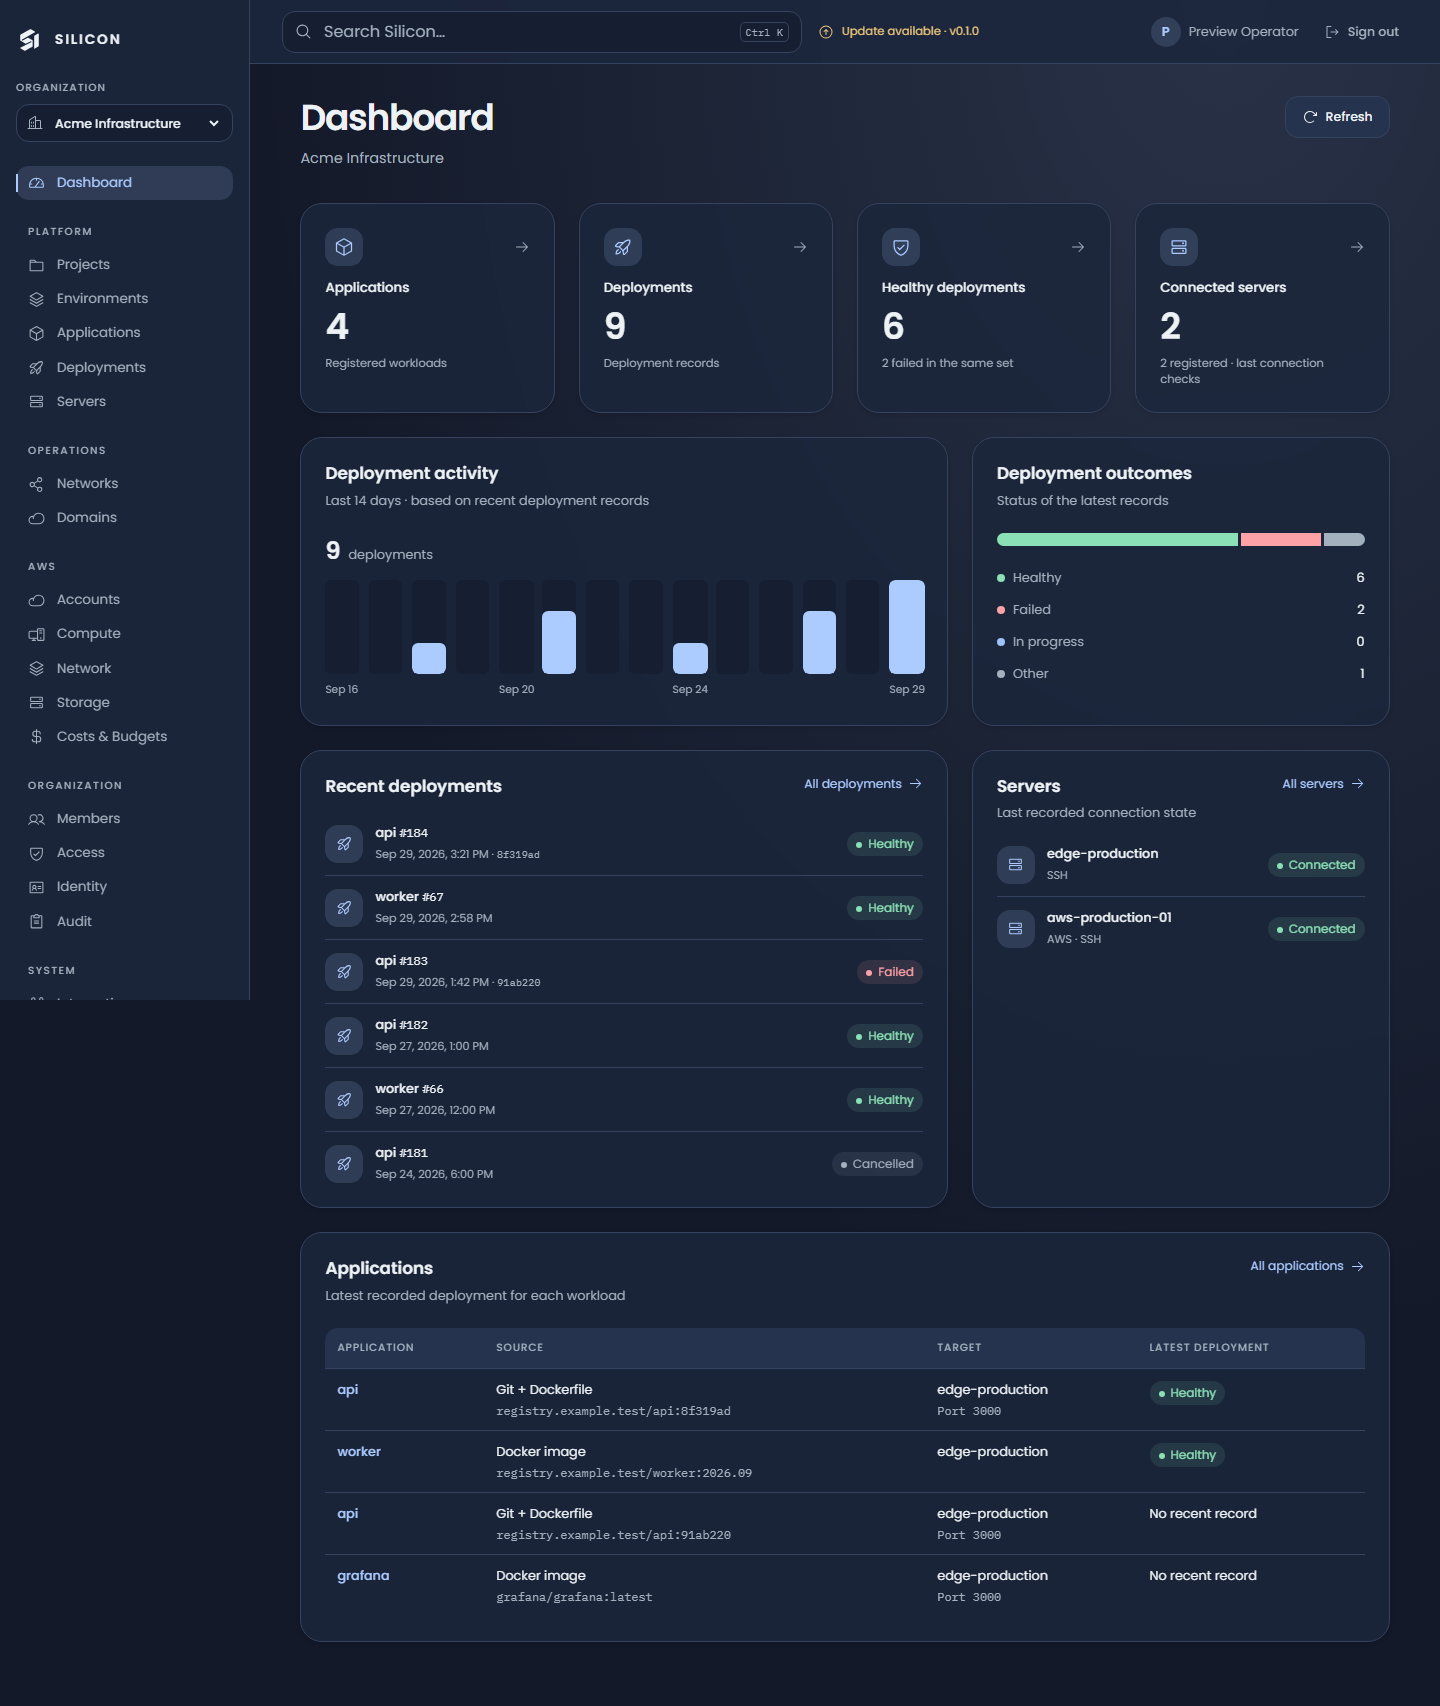 SILICON
ORGANIZATION
Acme Infrastructure
Dashboard
PLATFORM
Projects
Environments
Applications
Deployments
Servers
OPERATIONS
Networks
Domains
AWS
Accounts
Compute
Network
Storage
Costs & Budgets
ORGANIZATION
Members
Access
Identity
Audit
SYSTEM
Search Silicon...
Ctrl K
Update available · v0.1.0
P
Preview Operator
Sign out
Dashboard
Acme Infrastructure
Refresh
Applications
4
Registered workloads
Deployments
9
Deployment records
Healthy deployments
6
2 failed in the same set
Connected servers
2
2 registered · last connection
checks
Deployment activity
Last 14 days · based on recent deployment records
9 deployments
Sep 16
Sep 20
Sep 24
Sep 29
Deployment outcomes
Status of the latest records
Healthy 6
Failed 2
In progress 0
Other 1
Recent deployments
All deployments
api #184
Sep 29, 2026, 3:21 PM · 8f319ad
Healthy
worker #67
Sep 29, 2026, 2:58 PM
Healthy
api #183
Sep 29, 2026, 1:42 PM · 91ab220
Failed
api #182
Sep 27, 2026, 1:00 PM
Healthy
worker #66
Sep 27, 2026, 12:00 PM
Healthy
api #181
Sep 24, 2026, 6:00 PM
Cancelled
Servers
All servers
Last recorded connection state
edge-production
SSH
Connected
aws-production-01
AWS · SSH
Connected
Applications
All applications
Latest recorded deployment for each workload
APPLICATION SOURCE TARGET LATEST DEPLOYMENT
api Git + Dockerfile edge-production Healthy
registry.example.test/api:8f319ad Port 3000
worker Docker image edge-production Healthy
registry.example.test/worker:2026.09
api Git + Dockerfile edge-production No recent record
registry.example.test/api:91ab220 Port 3000
grafana Docker image edge-production No recent record
grafana/grafana:latest Port 3000